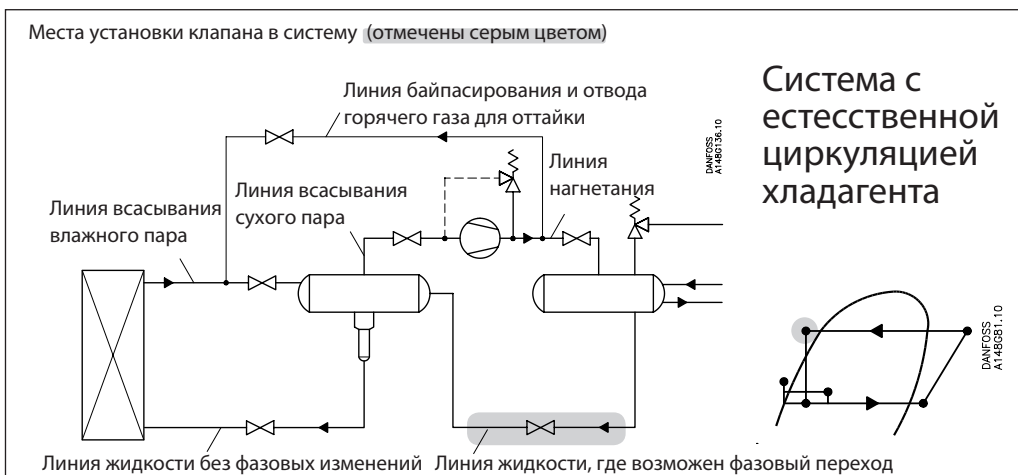 Места установки клапана в систему (отмечены серым цветом)
Линия байпасирования и отвода
горячего газа для оттайки
Линия
нагнетания
Линия всасывания
сухого пара
Линия всасывания
влажного пара
DANFOSS
A148G136.10
Система с
естесственной
циркуляцией
хладагента
DANFOSS
A148G81.10
Линия жидкости без фазовых изменений
Линия жидкости, где возможен фазовый переход